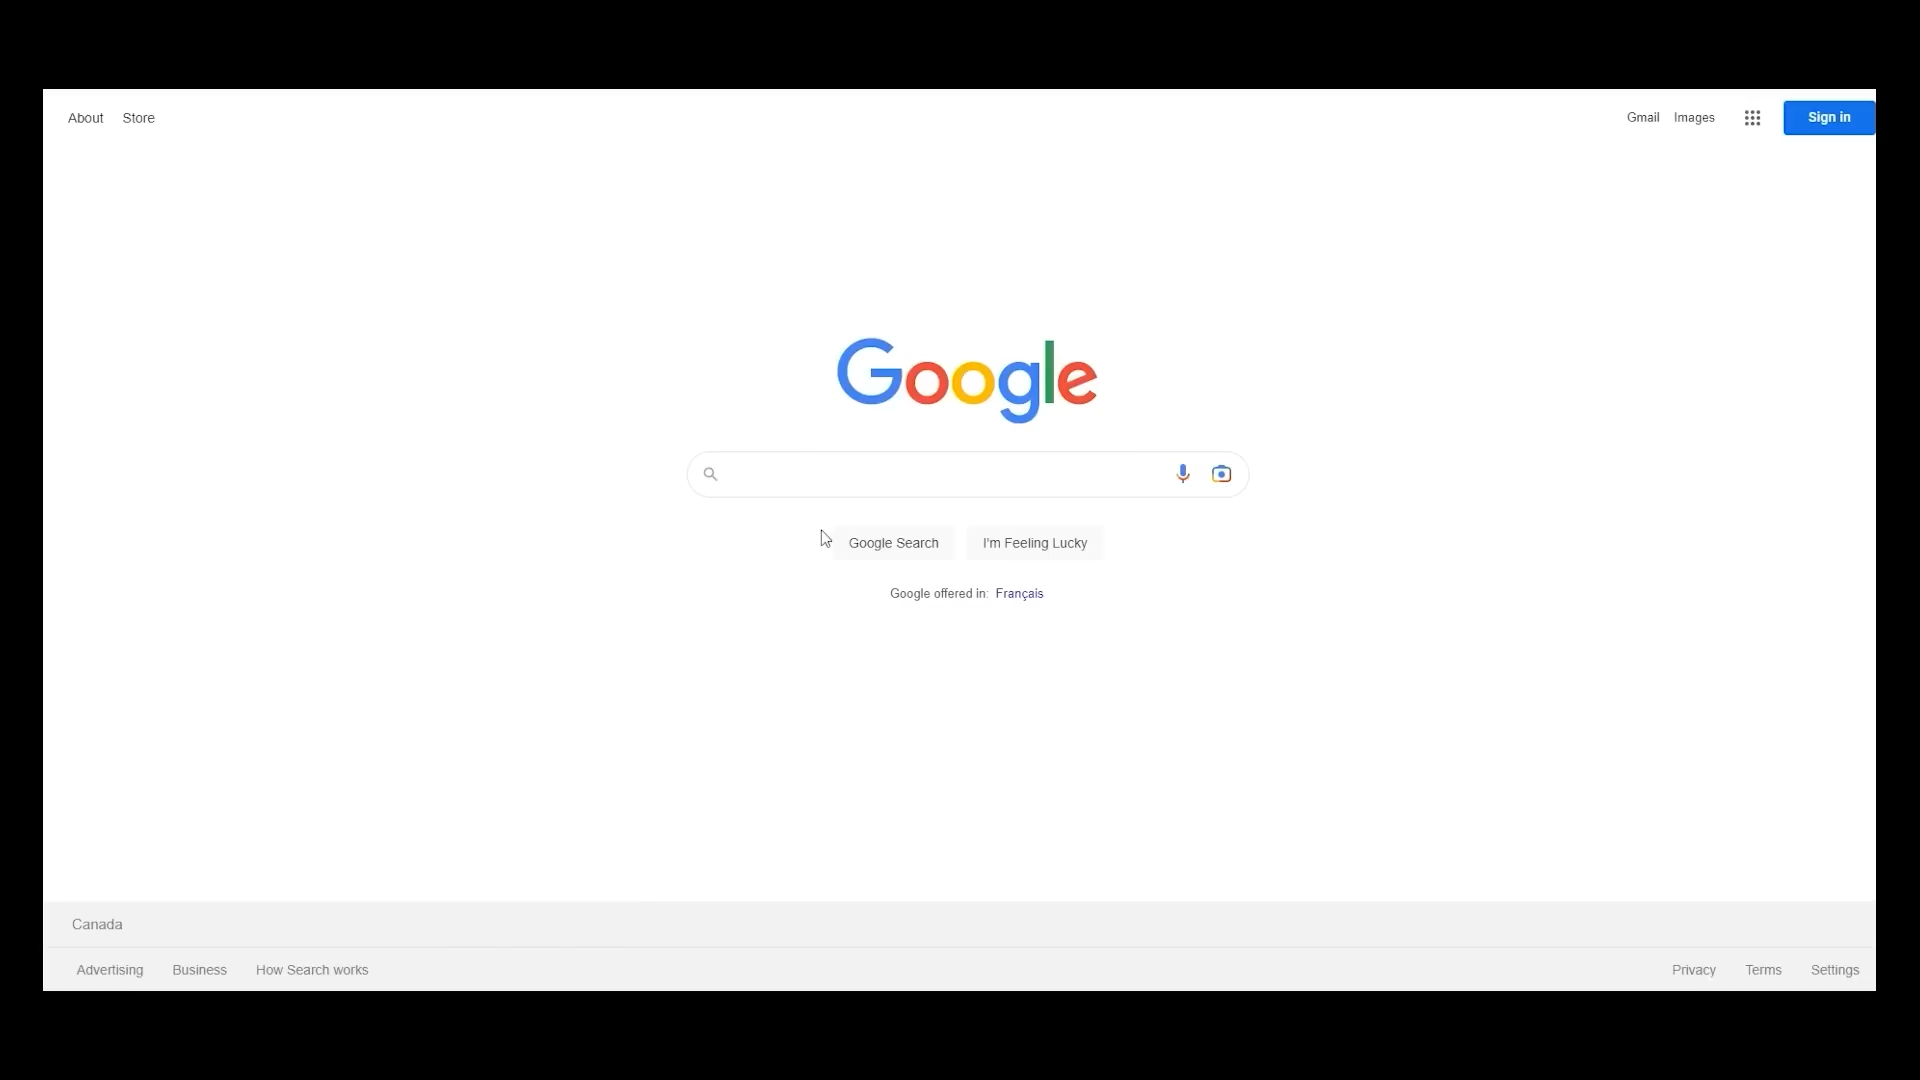 About Store
Gmail Images Sign in
Google
Google Search I'm Feeling Lucky
Google offered in: Français
Canada
Advertising Business How Search works
Privacy Terms Settings